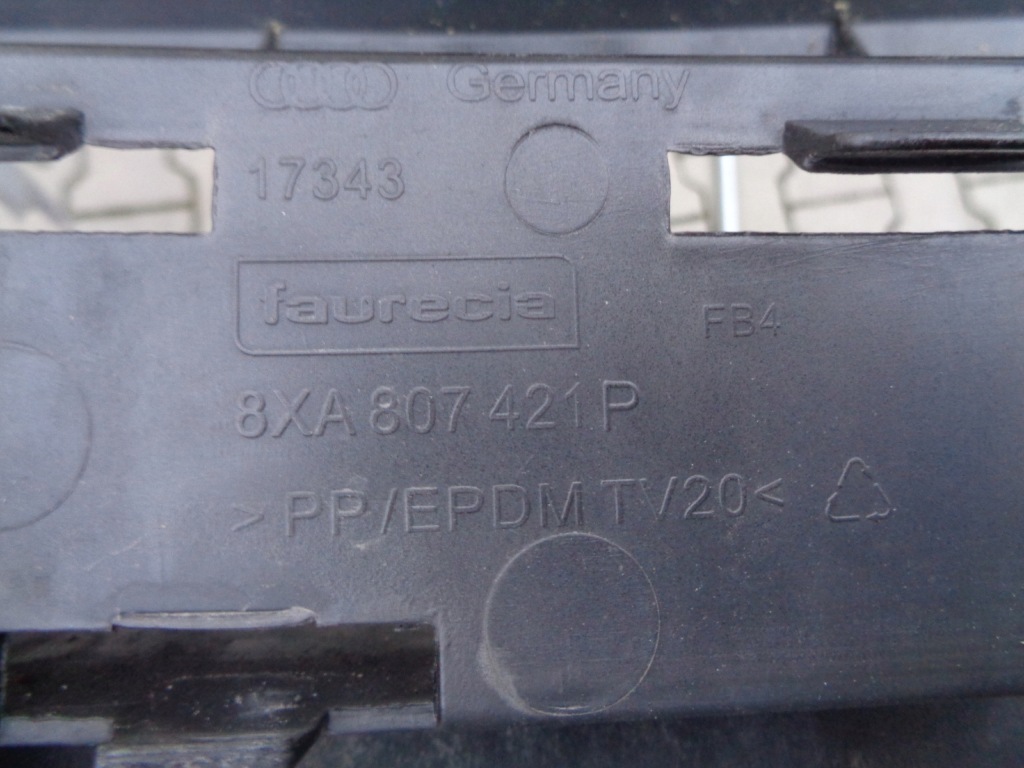 Germany
17343
faurecia
FB4
8XA 807 421 P
>PP/EPDM TV20<